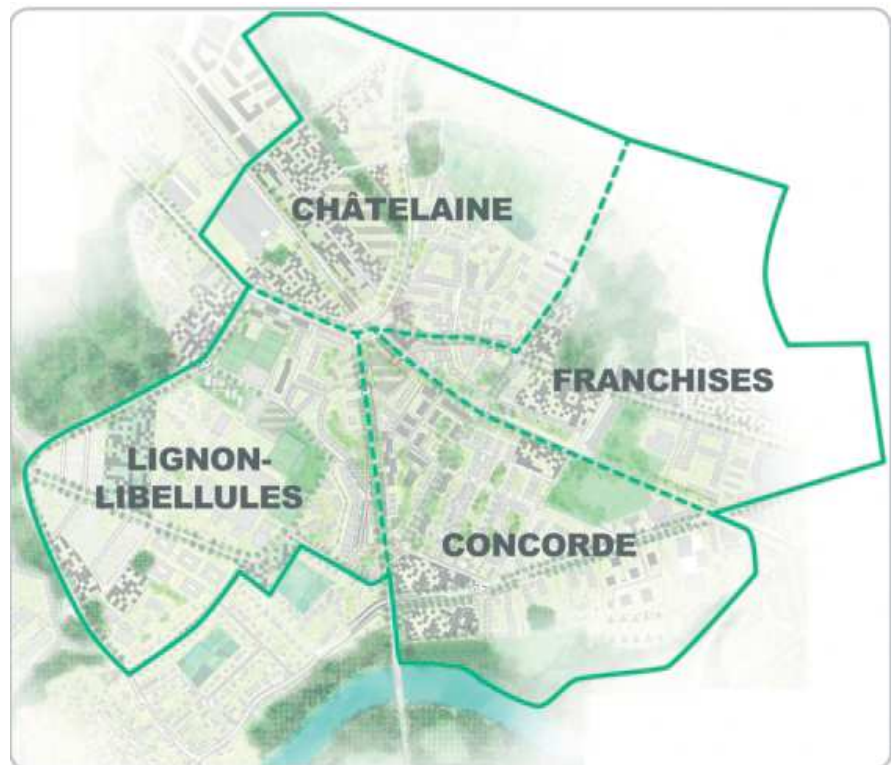 CHÂTELAINE
FRANCHISES
LIGNON-
LIBELLULES
CONCORDE